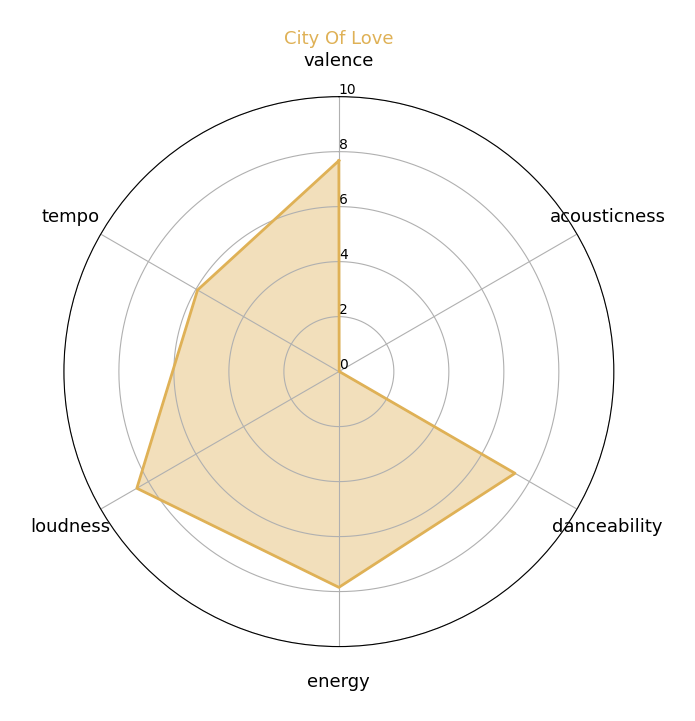 City Of Love
valence
10
8
tempo
6
acousticness
4
2
0
loudness
danceability
energy